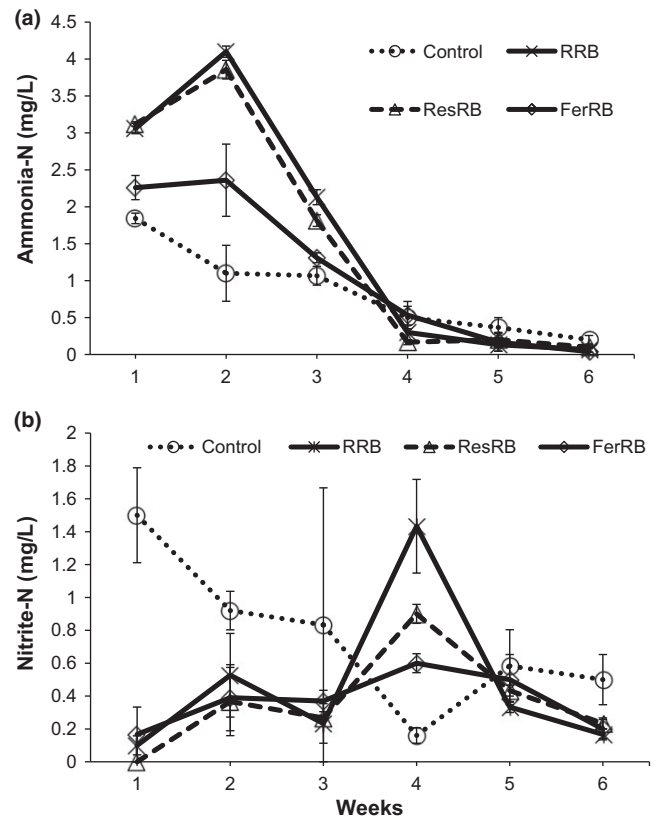 (a)
4.5
4
3.5
3
2.5
2
1.5
1
0.5
0
Ammonia-N (mg/L)
Control RRB
ResRB FerRB
1 2 3 4 5 6
(b)
2
1.8
1.6
1.4
1.2
1
0.8
0.6
0.4
0.2
0
Nitrite-N (mg/L)
Control RRB ResRB FerRB
1 2 3 4 5 6
Weeks